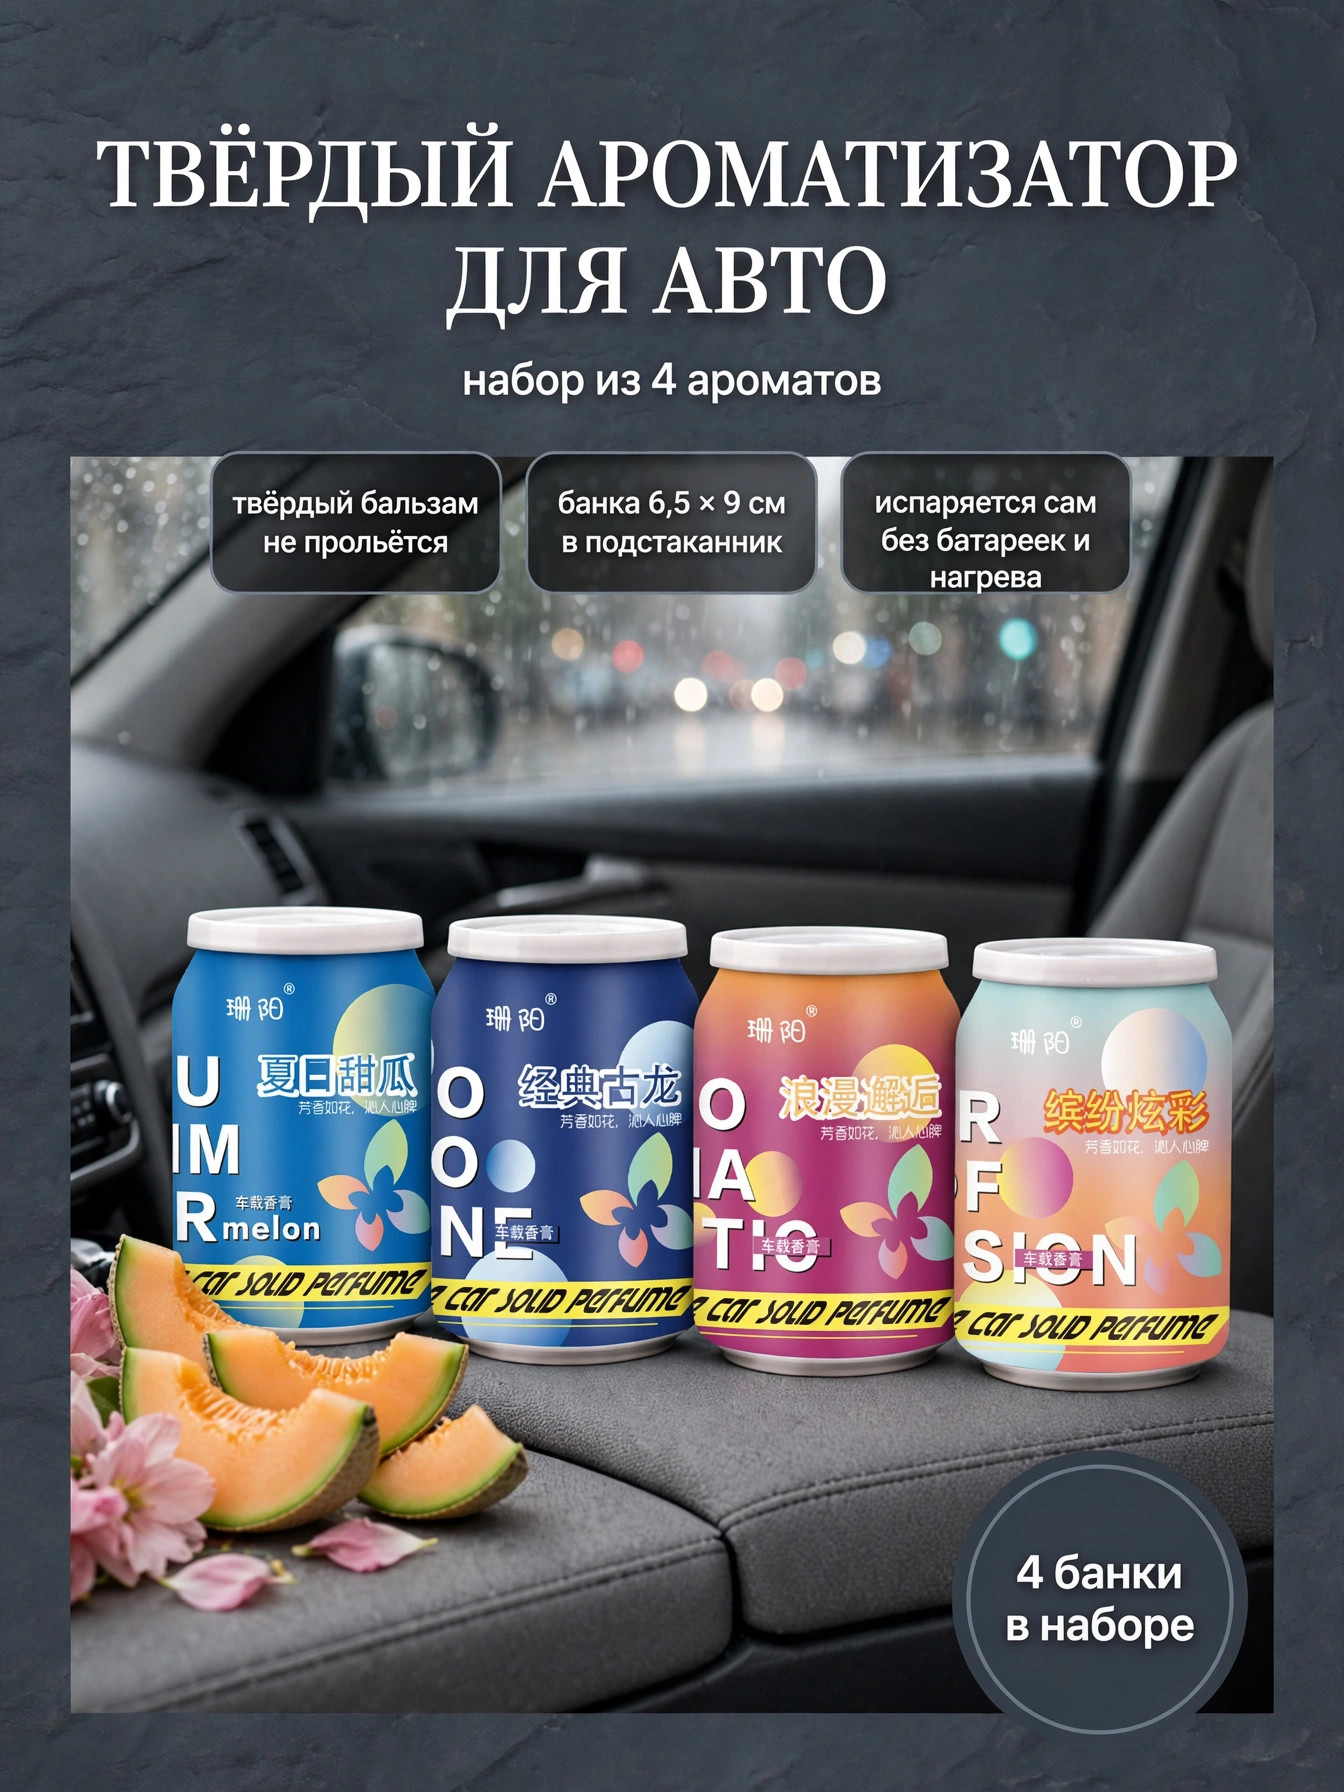 ТВЁРДЫЙ АРОМАТИЗАТОР
ДЛЯ АВТО
набор из 4 ароматов
твёрдый бальзам
не прольётся
банка 6,5 × 9 см
в подстаканник
испаряется сам
без батареек и
нагрева
珊阳®
U
夏日甜瓜
芳香如花，沁人心脾
IM
R
车载香膏
melon
Car Solid Perfume
珊阳®
O
经典古龙
芳香如花，沁人心脾
O
NE
车载香膏
Car Solid Perfume
珊阳®
O
浪漫邂逅
芳香如花，沁人心脾
MA
TIC
车载香膏
Car Solid Perfume
珊阳®
R
缤纷炫彩
芳香如花，沁人心脾
OF
SION
车载香膏
Car Solid Perfume
4 банки
в наборе